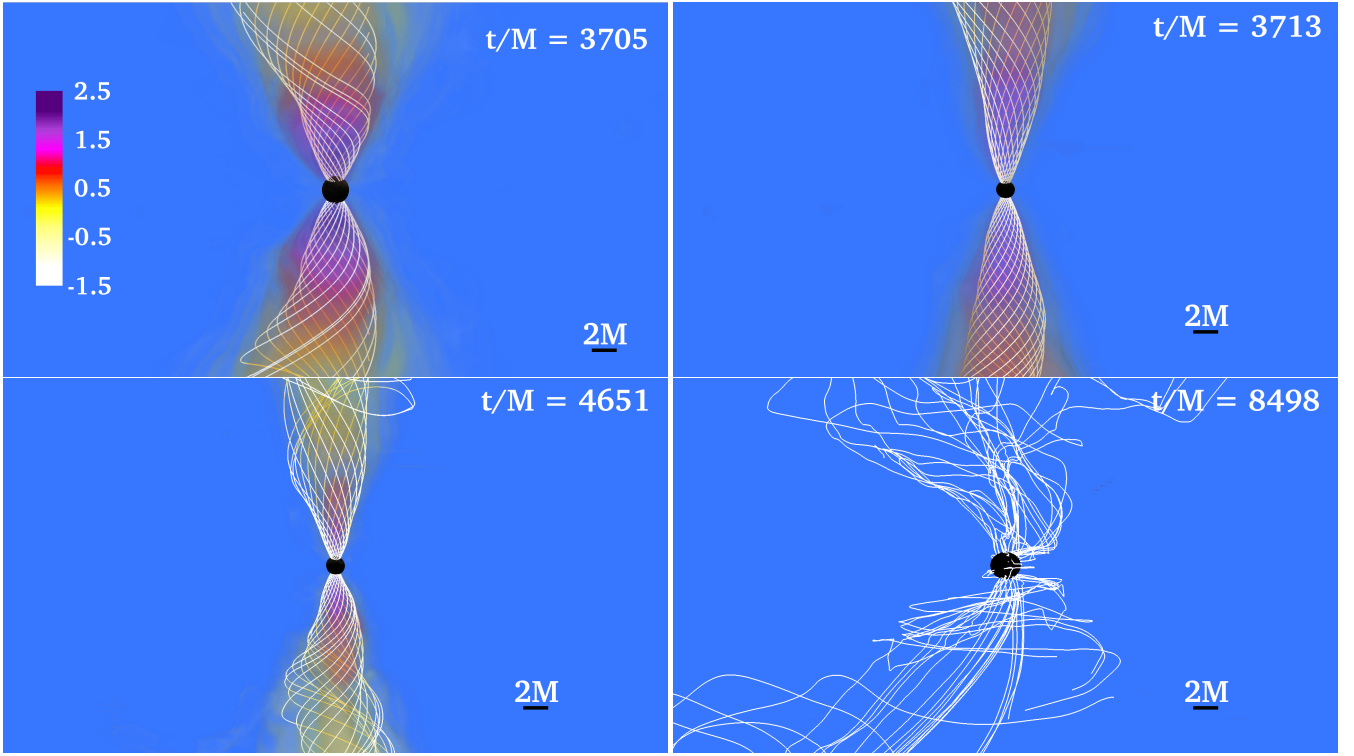 t/M = 3705
2.5
1.5
0.5
-0.5
-1.5
2M
t/M = 3713
2M
t/M = 4651
2M
t/M = 8498
2M